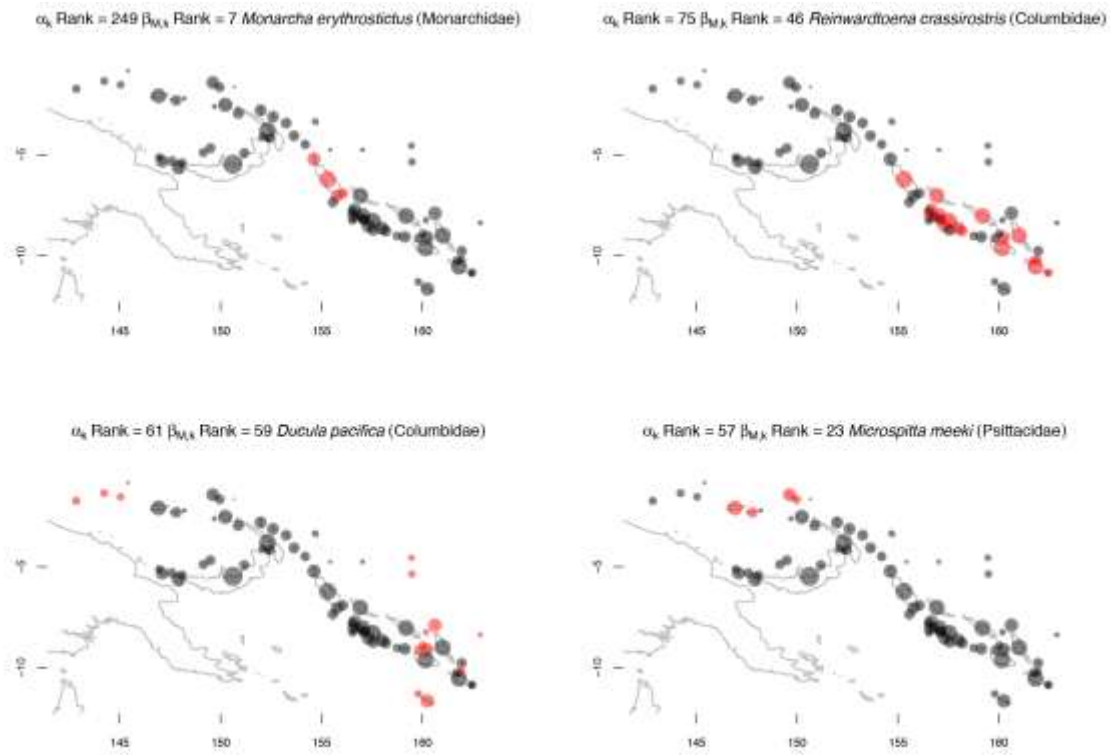 αk Rank = 249 βM,k Rank = 7 Monarcha erythrostictus (Monarchidae)
αk Rank = 75 βM,k Rank = 46 Reinwardtoena crassirostris (Columbidae)
-5
-10
145 150 155 160
-5
-10
145 150 155 160
αk Rank = 61 βM,k Rank = 59 Ducula pacifica (Columbidae)
αk Rank = 57 βM,k Rank = 23 Microspitta meeki (Psittacidae)
-5
-10
145 150 155 160
-5
-10
145 150 155 160